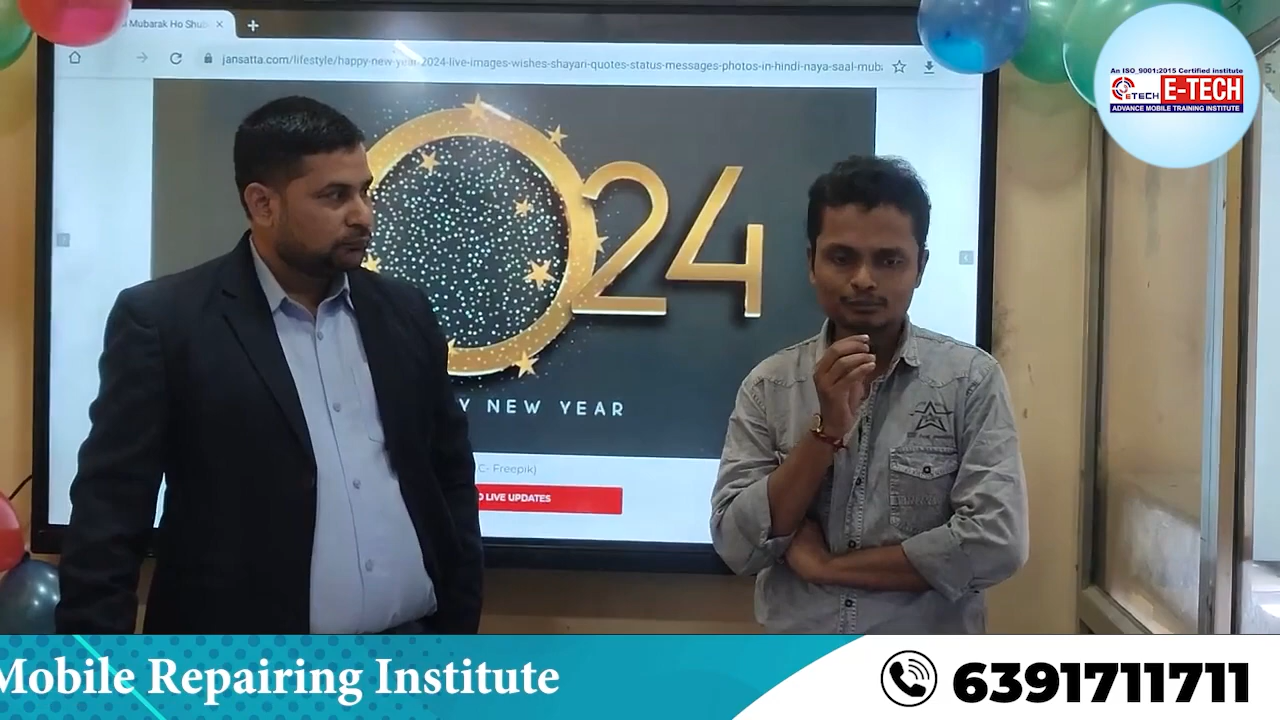 Mubarak Ho Shub
jansatta.com/lifestyle/happy-new-year-2024-live-images-wishes-shayari-quotes-status-messages-photos-in-hindi-naya-saal-mub
An ISO 9001:2015 Certified institute
ETECH E-TECH
ADVANCE MOBILE TRAINING INSTITUTE
24
Y NEW YEAR
C- Freepik)
O LIVE UPDATES
Mobile Repairing Institute
6391711711